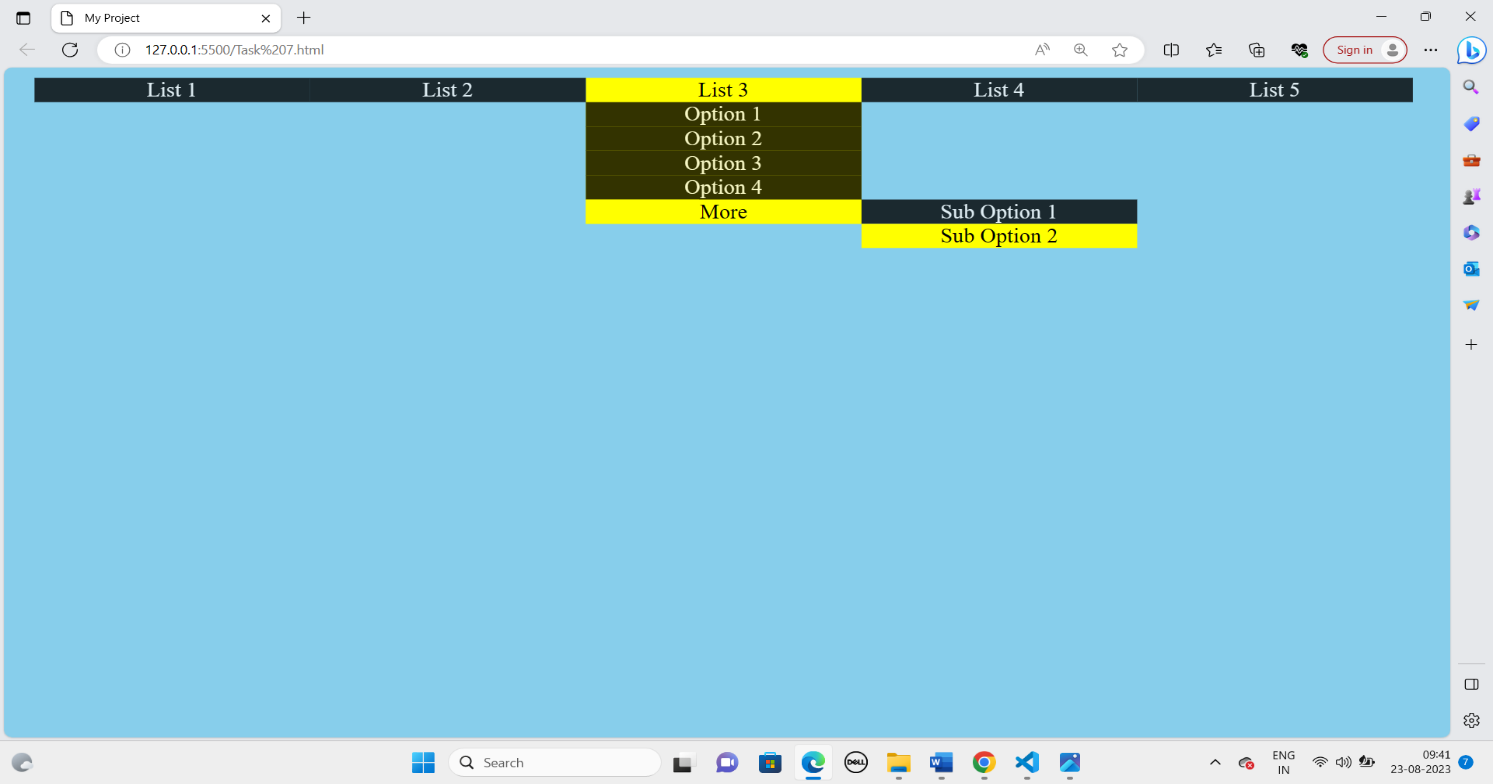 My Project
127.0.0.1:5500/Task%207.html
Sign in
List 1 List 2 List 3 List 4 List 5
Option 1
Option 2
Option 3
Option 4
More Sub Option 1
Sub Option 2
Search
DELL
ENG
IN
09:41
23-08-2023
7